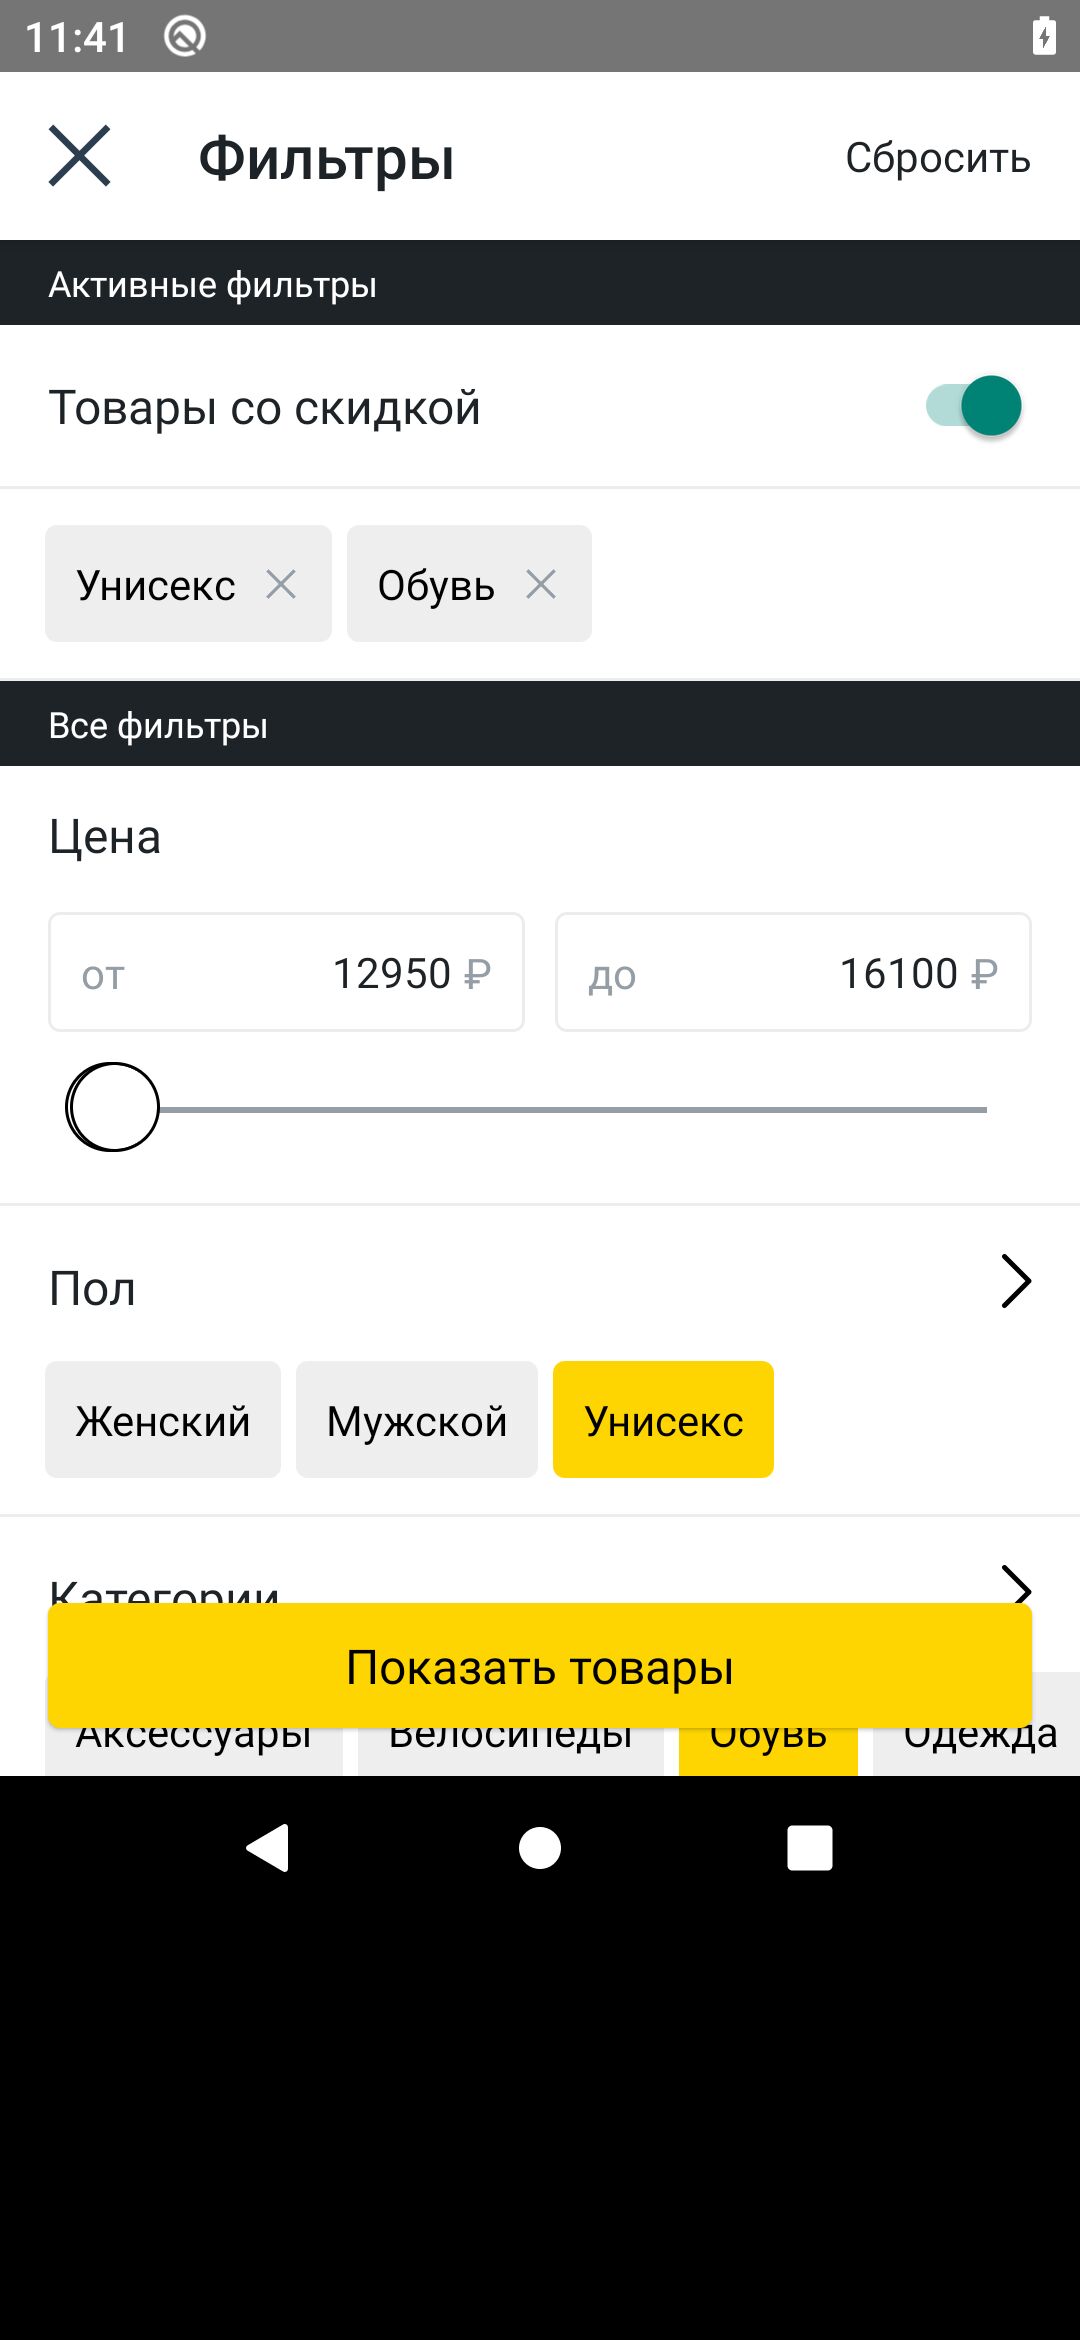 11:41
Фильтры Сбросить
Активные фильтры
Товары со скидкой
Унисекс Обувь
Все фильтры
Цена
от 12950 ₽ до 16100 ₽
Пол
Женский Мужской Унисекс
Категории
Показать товары
Аксессуары Велосипеды Обувь Одежда